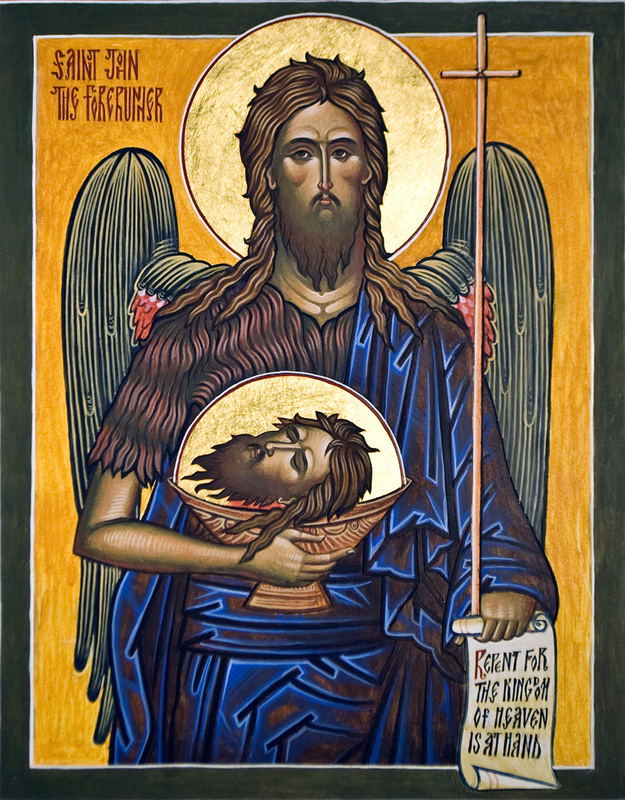 SAINT JOHN
THE FORERUNNER
REPENT FOR
THE KINGDOM
OF HEAVEN
IS AT HAND